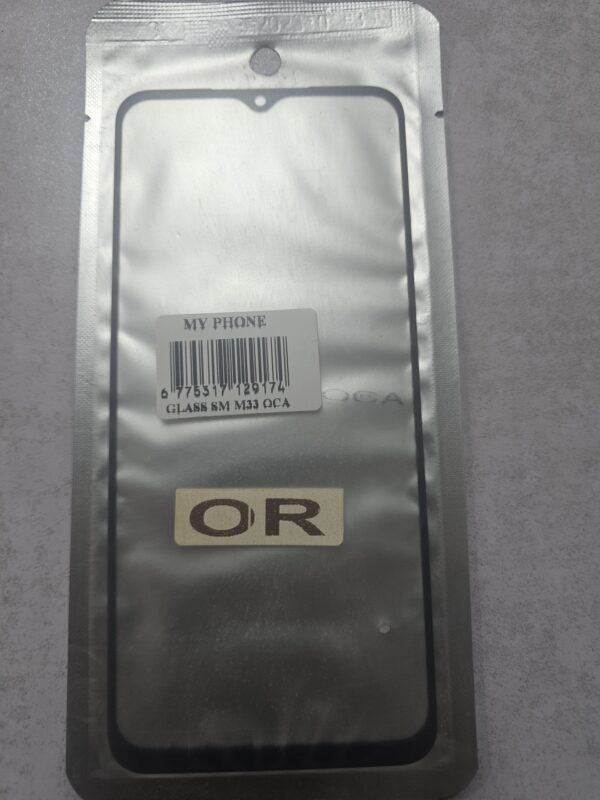 MY PHONE
6 775317 129174
GLASS SM M33 OCA
OCA
OR